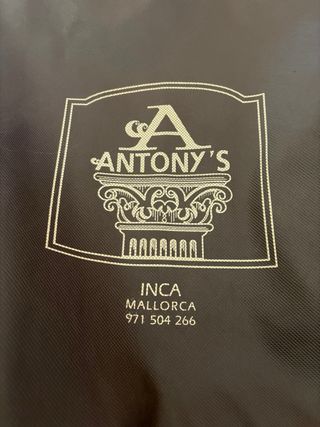 A
ANTONY'S
INCA
MALLORCA
971 504 266